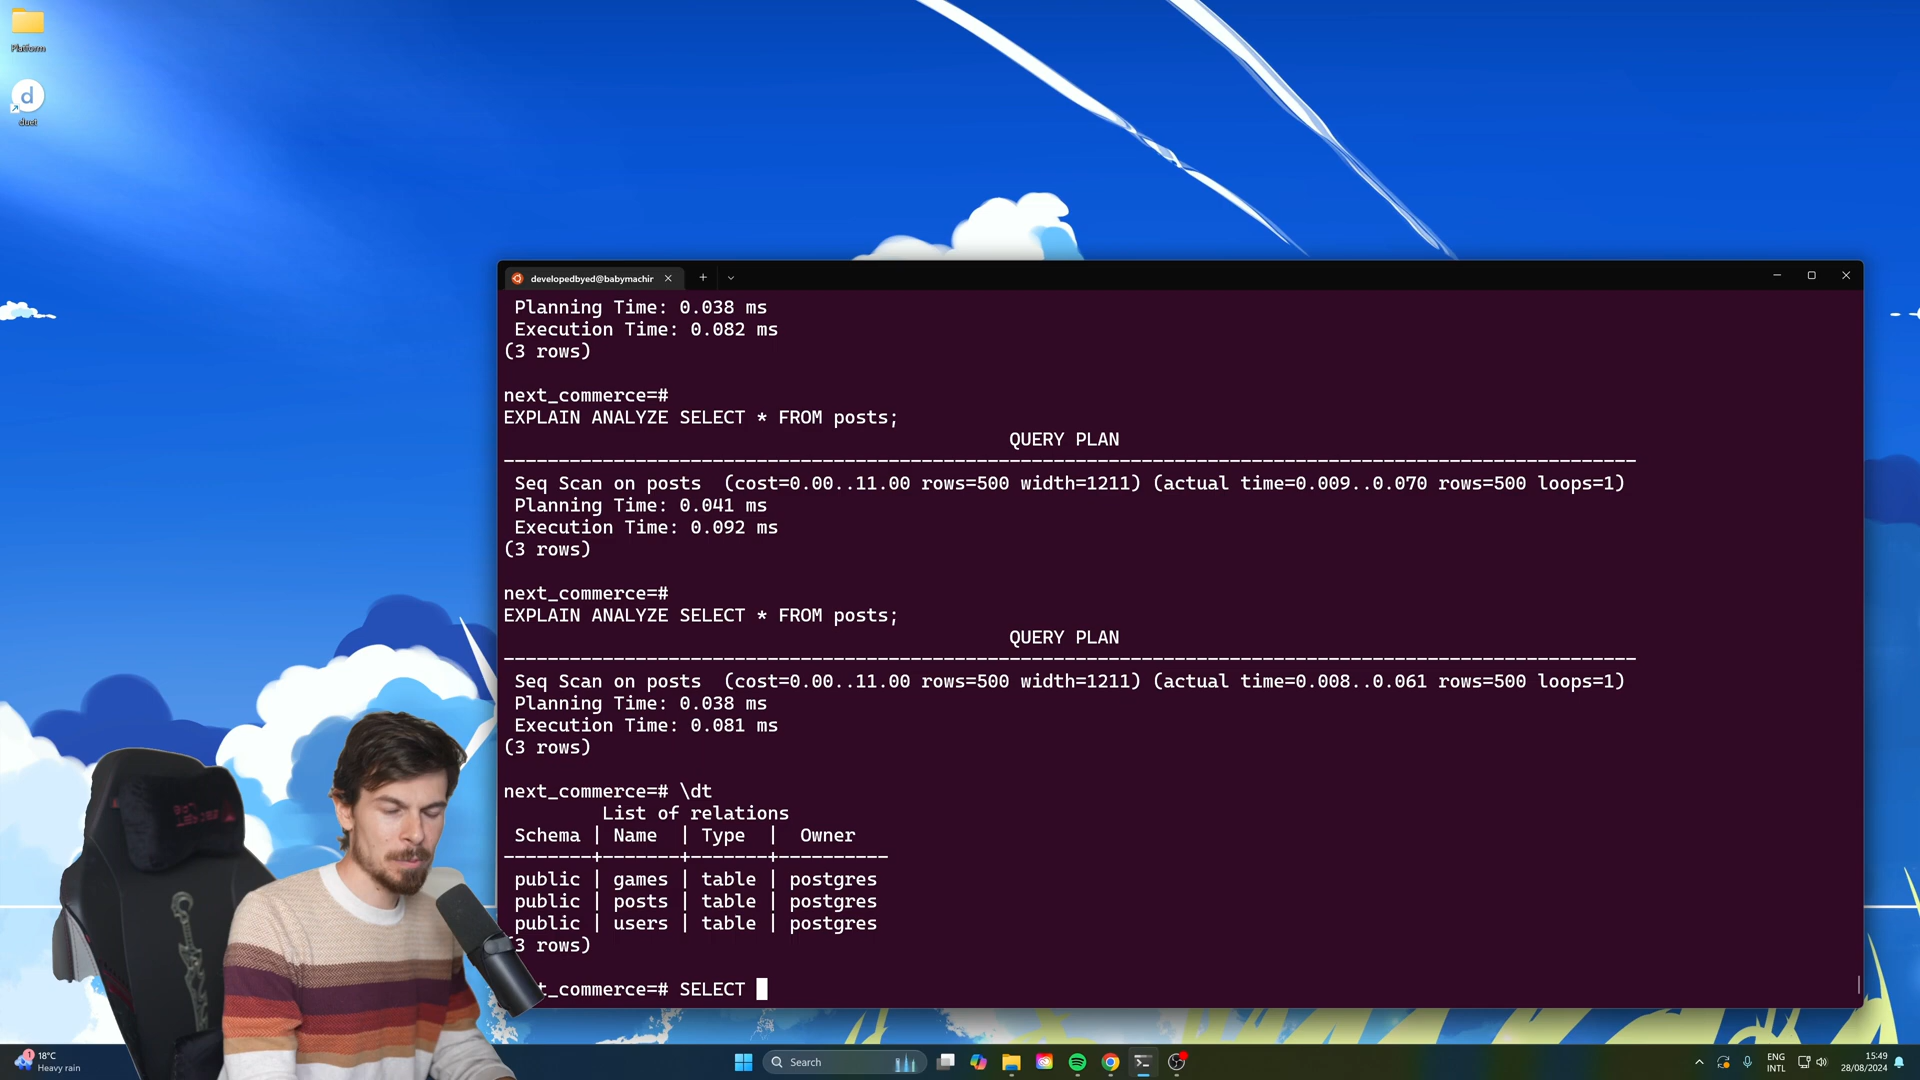 Platform
d
duet
developedbyed@babymachir
Planning Time: 0.038 ms
Execution Time: 0.082 ms
(3 rows)
next_commerce=#
EXPLAIN ANALYZE SELECT * FROM posts;
QUERY PLAN
Seq Scan on posts  (cost=0.00..11.00 rows=500 width=1211) (actual time=0.009..0.070 rows=500 loops=1)
Planning Time: 0.041 ms
Execution Time: 0.092 ms
(3 rows)
next_commerce=#
EXPLAIN ANALYZE SELECT * FROM posts;
QUERY PLAN
Seq Scan on posts  (cost=0.00..11.00 rows=500 width=1211) (actual time=0.008..0.061 rows=500 loops=1)
Planning Time: 0.038 ms
Execution Time: 0.081 ms
(3 rows)
next_commerce=# \dt
List of relations
Schema | Name  | Type  |  Owner
--------+-------+-------+----------
public | games | table | postgres
public | posts | table | postgres
public | users | table | postgres
3 rows)
t_commerce=# SELECT
1
18°C
Heavy rain
Search
ENG
INTL
15:49
28/08/2024